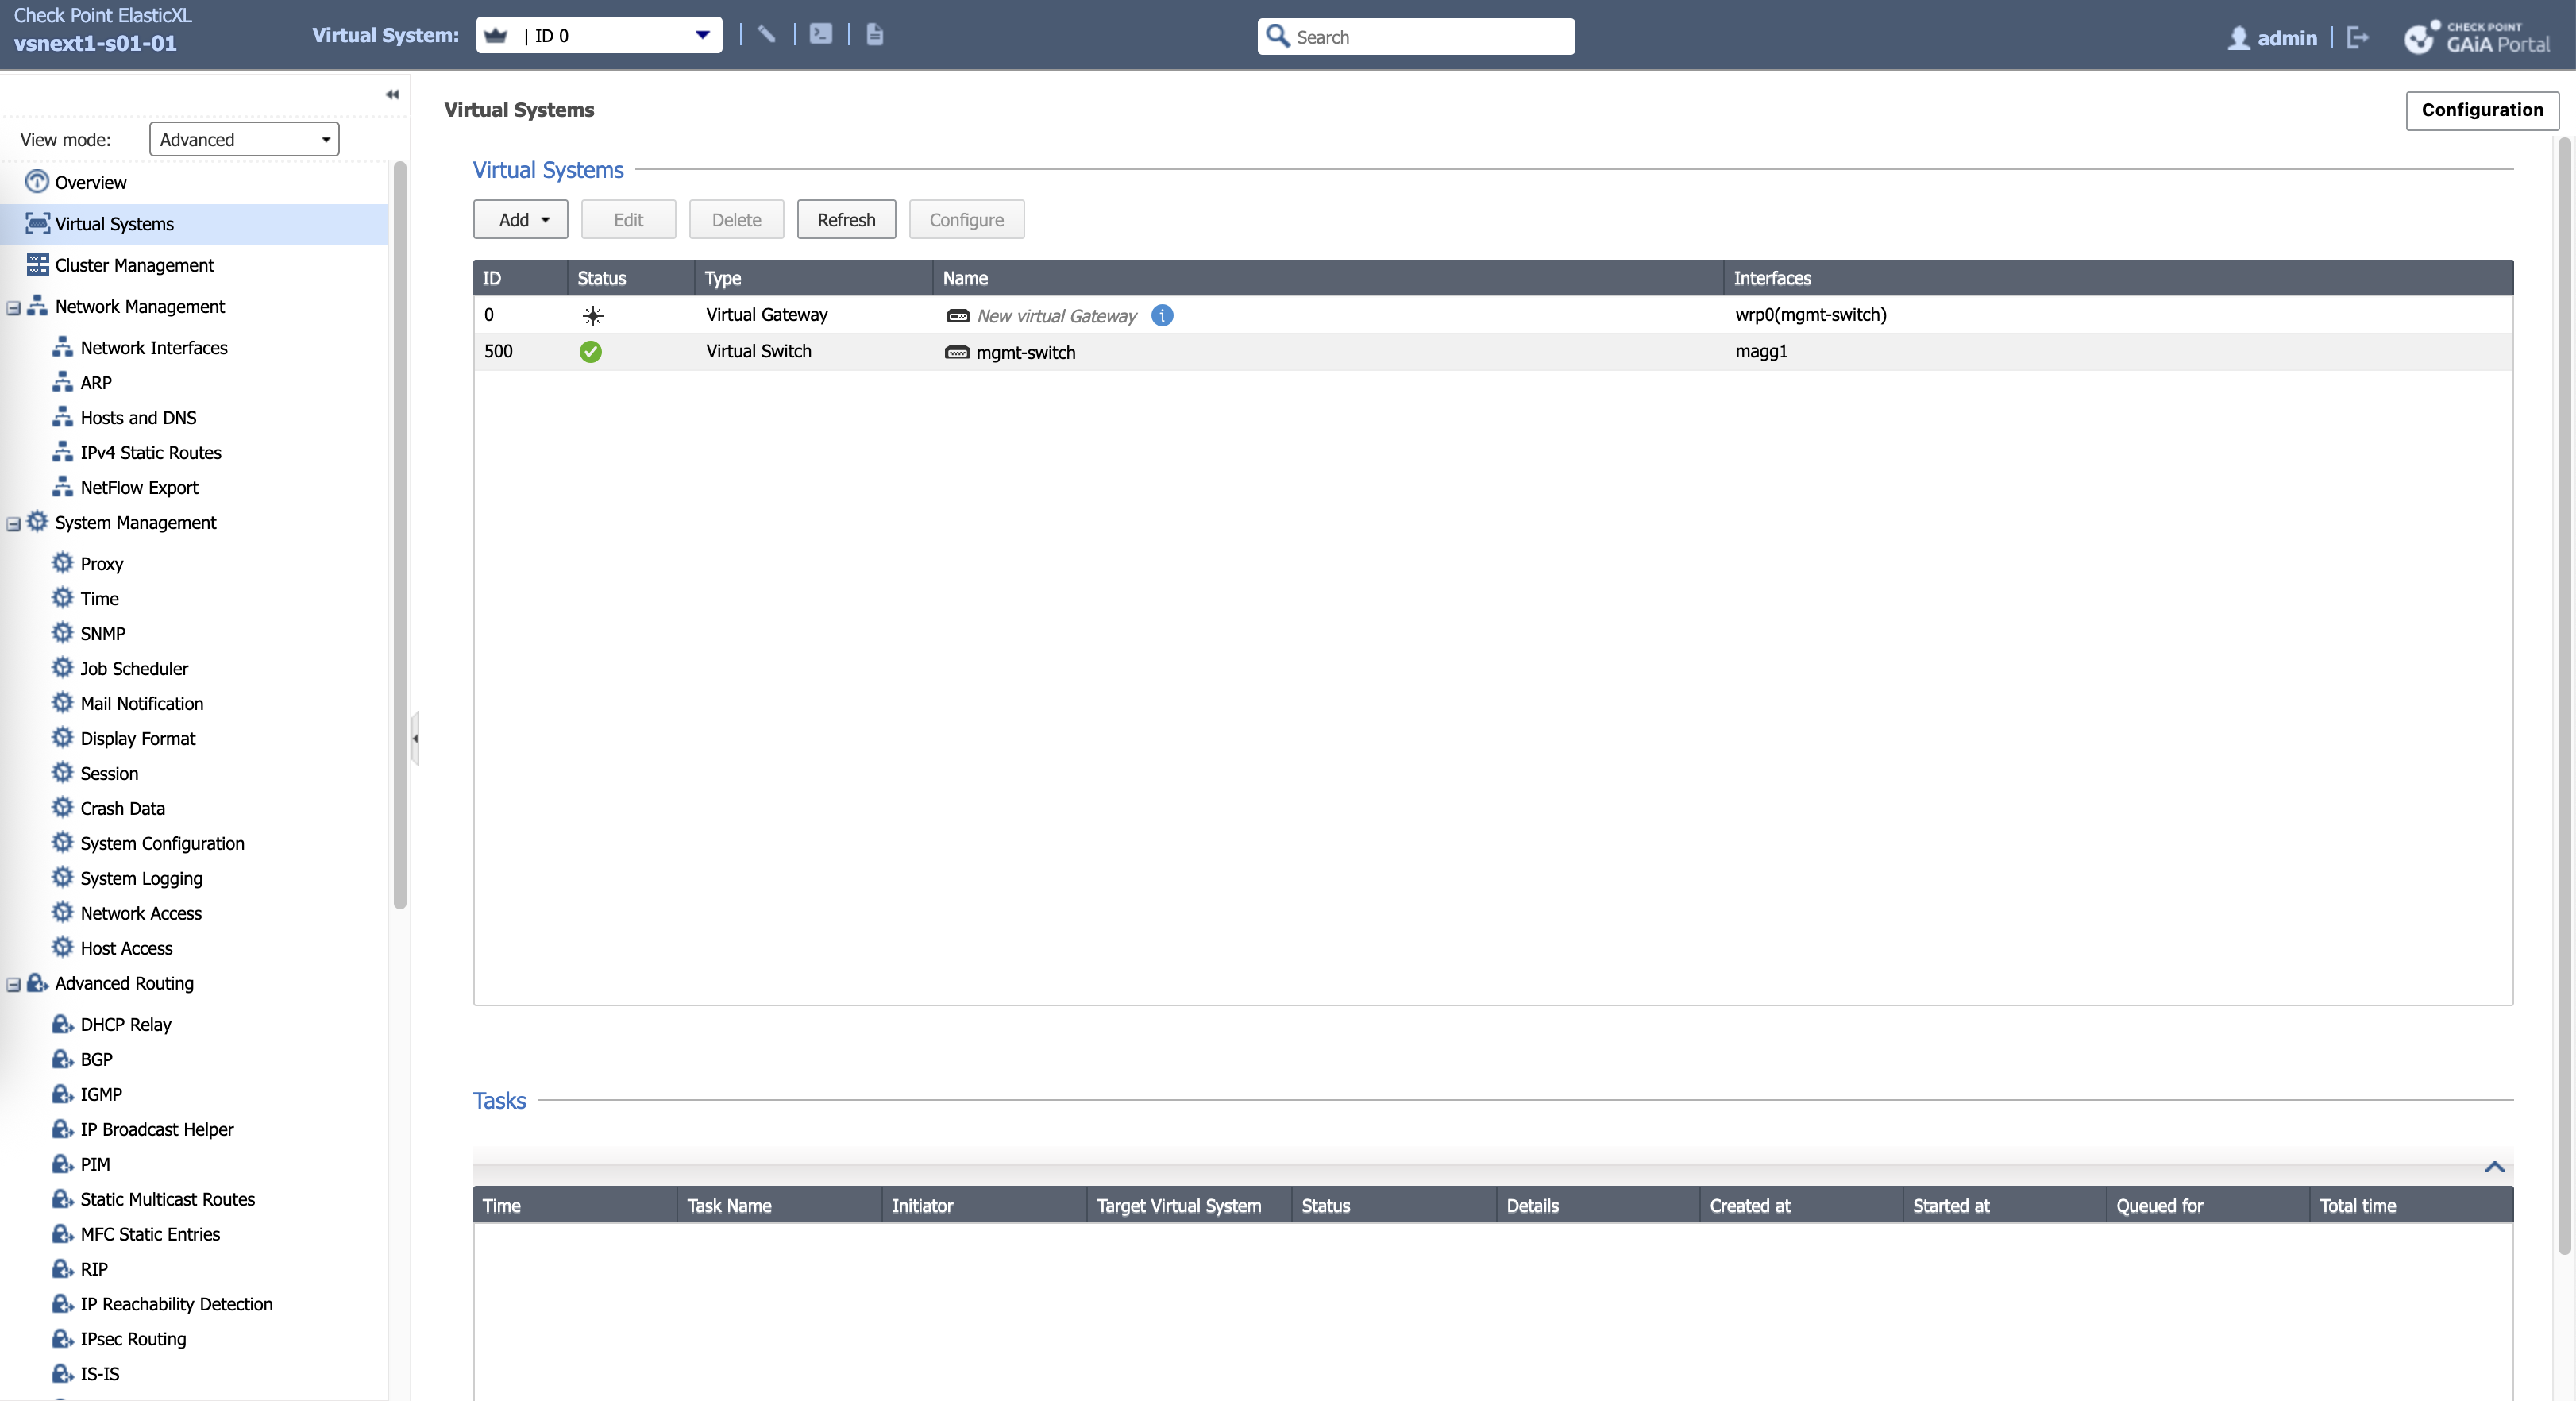 Check Point ElasticXL
vsnext1-s01-01
Virtual System:
| ID 0
Search
admin
CHECK POINT
GAiA Portal
View mode:
Advanced
Overview
Virtual Systems
Cluster Management
Network Management
Network Interfaces
ARP
Hosts and DNS
IPv4 Static Routes
NetFlow Export
System Management
Proxy
Time
SNMP
Job Scheduler
Mail Notification
Display Format
Session
Crash Data
System Configuration
System Logging
Network Access
Host Access
Advanced Routing
DHCP Relay
BGP
IGMP
IP Broadcast Helper
PIM
Static Multicast Routes
MFC Static Entries
RIP
IP Reachability Detection
IPsec Routing
IS-IS
Virtual Systems
Configuration
Virtual Systems
Add Edit Delete Refresh Configure
ID Status Type Name Interfaces
0 Virtual Gateway New virtual Gateway i wrp0(mgmt-switch)
500 Virtual Switch mgmt-switch magg1
Tasks
Time Task Name Initiator Target Virtual System Status Details Created at Started at Queued for Total time